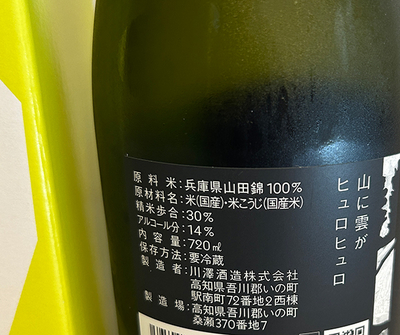 原料米:兵庫県山田錦100%
原材料名:米(国産)・米こうじ(国産米)
精米歩合:30%
アルコール分:14%
内容量:720㎖
保存方法:要冷蔵
製造者:川澤酒造株式会社
高知県吾川郡いの町
駅南町72番地2西棟
製造場:高知県吾川郡いの町
桑瀬370番地7
山に雲が
ヒュロヒュロ